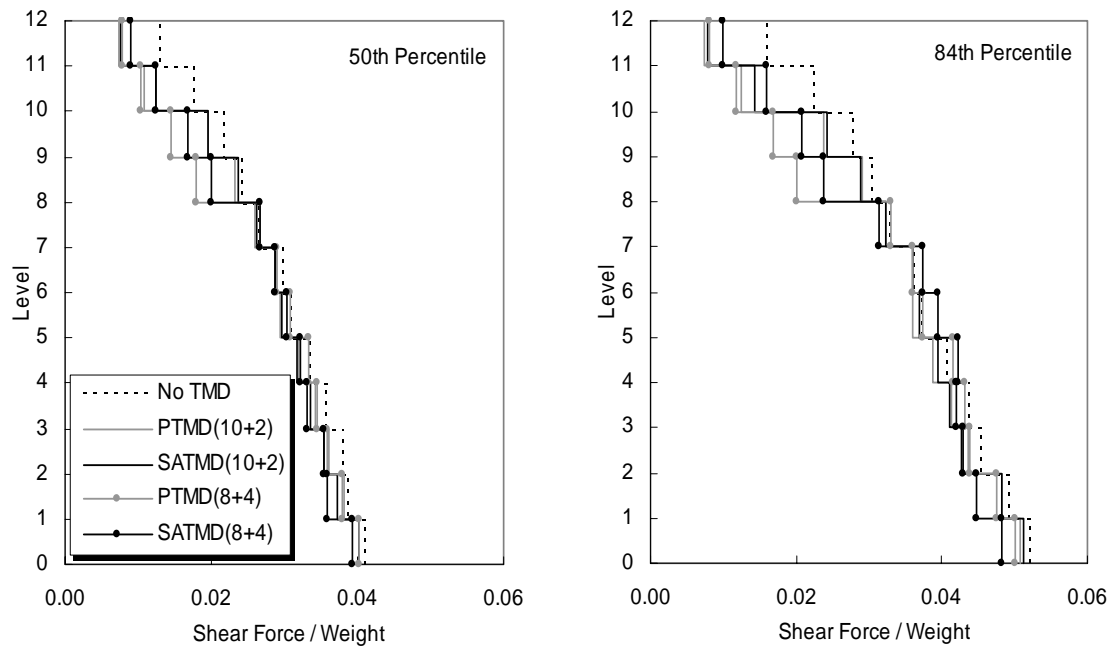 12
11
10
9
8
7
6
5
4
3
2
1
0
Level
50th Percentile
No TMD
PTMD(10+2)
SATMD(10+2)
PTMD(8+4)
SATMD(8+4)
0.00 0.02 0.04 0.06
Shear Force / Weight
12
11
10
9
8
7
6
5
4
3
2
1
0
Level
84th Percentile
0.00 0.02 0.04 0.06
Shear Force / Weight